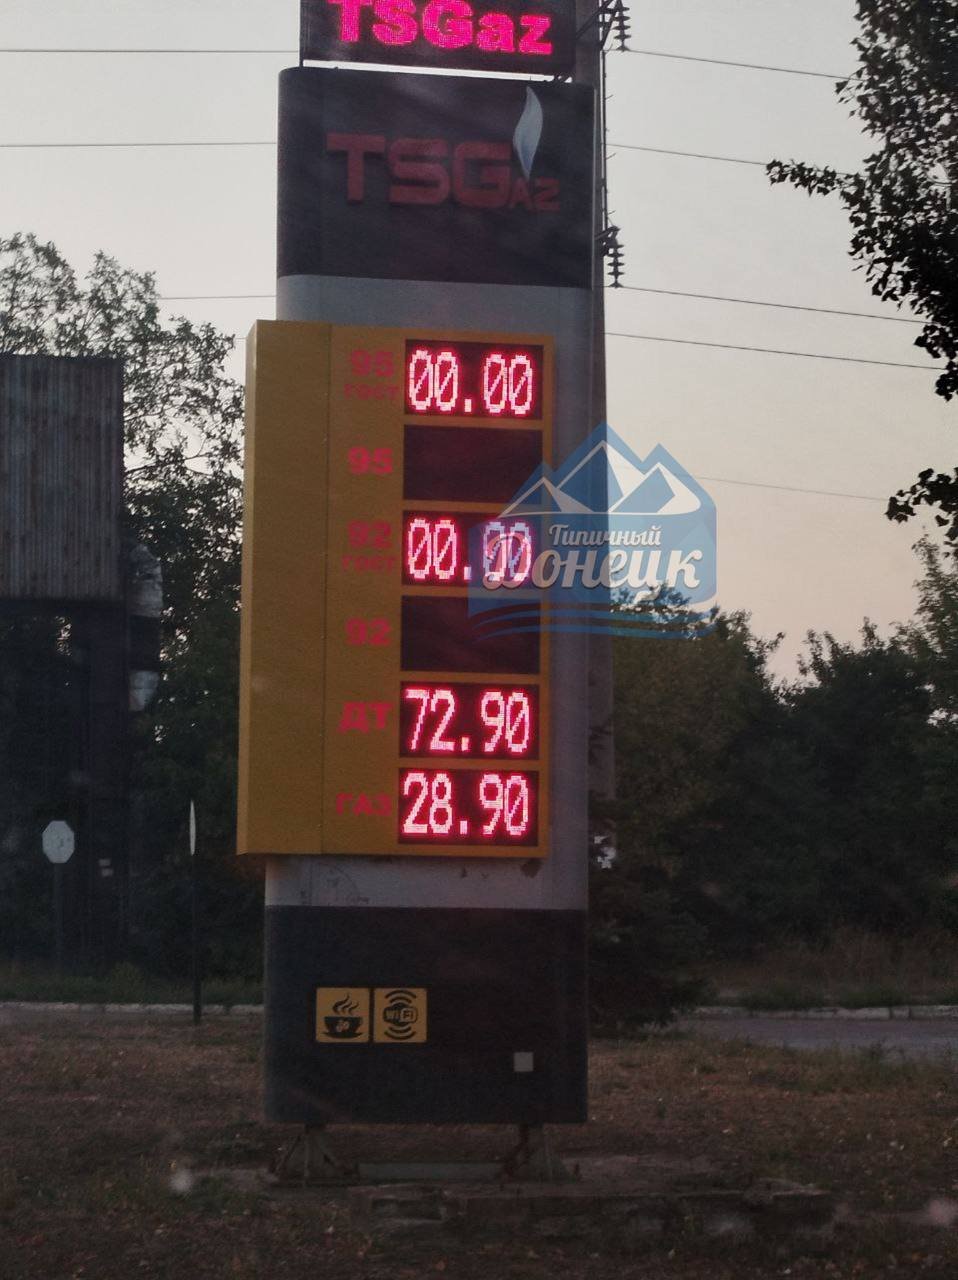 TSGaz
TSGAZ
95 ГОСТ 00.00
95
92 ГОСТ 00.00
92
Типичный
Донецк
ДТ 72.90
ГАЗ 28.90
WiFi